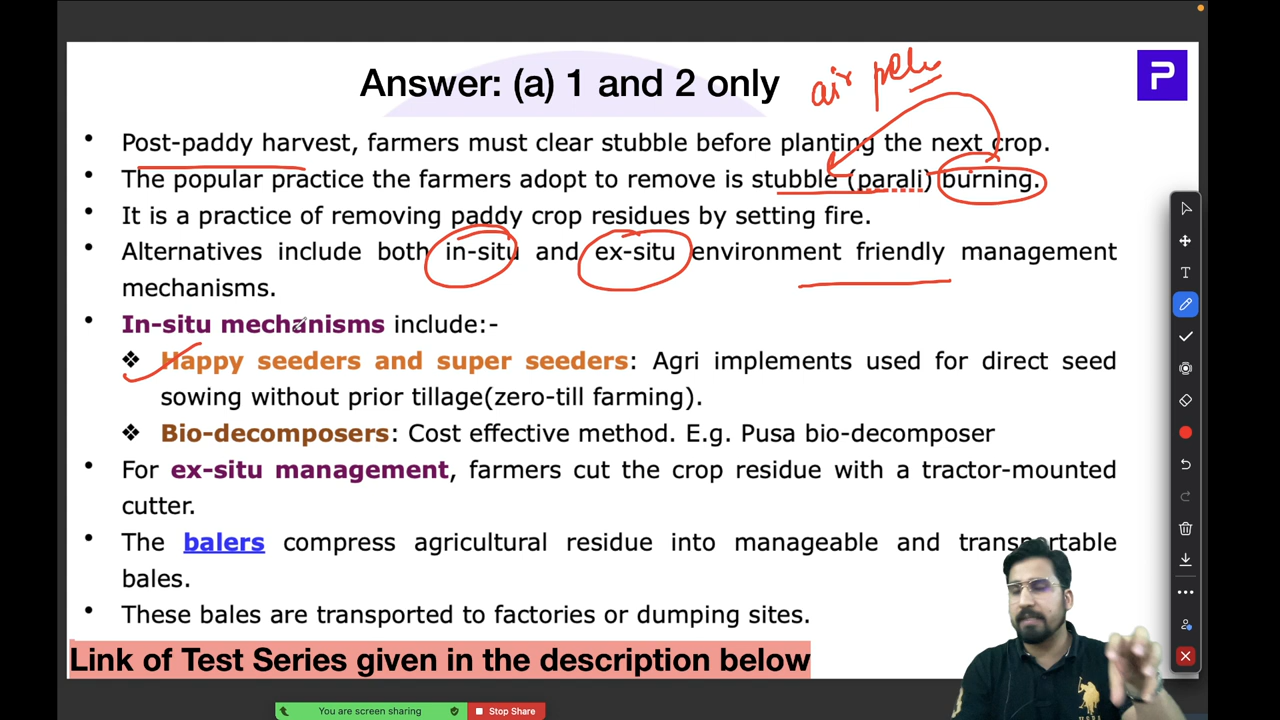 Answer: (a) 1 and 2 only
air
P
• Post-paddy harvest, farmers must clear stubble before planting the next crop.
• The popular practice the farmers adopt to remove is stubble (parali) burning.
• It is a practice of removing paddy crop residues by setting fire.
• Alternatives include both in-situ and ex-situ environment friendly management
mechanisms.
• In-situ mechanisms include:-
❖ Happy seeders and super seeders: Agri implements used for direct seed
sowing without prior tillage(zero-till farming).
❖ Bio-decomposers: Cost effective method. E.g. Pusa bio-decomposer
• For ex-situ management, farmers cut the crop residue with a tractor-mounted
cutter.
• The balers compress agricultural residue into manageable and transportable
bales.
• These bales are transported to factories or dumping sites.
Link of Test Series given in the description below
You are screen sharing
Stop Share